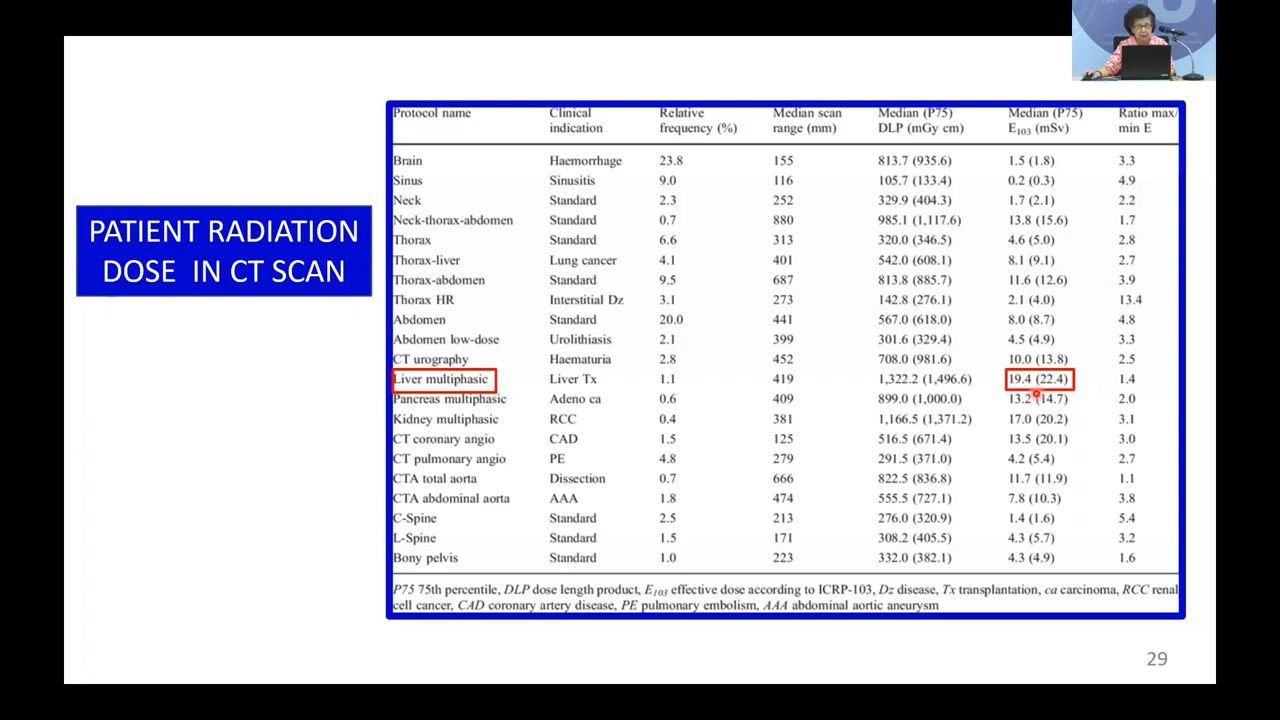 PATIENT RADIATION
DOSE IN CT SCAN
Protocol name Clinical indication Relative frequency (%) Median scan range (mm) Median (P75) DLP (mGy cm) Median (P75) E103 (mSv) Ratio max/ min E
Brain Haemorrhage 23.8 155 813.7 (935.6) 1.5 (1.8) 3.3
Sinus Sinusitis 9.0 116 105.7 (133.4) 0.2 (0.3) 4.9
Neck Standard 2.3 252 329.9 (404.3) 1.7 (2.1) 2.2
Neck-thorax-abdomen Standard 0.7 880 985.1 (1,117.6) 13.8 (15.6) 1.7
Thorax Standard 6.6 313 320.0 (346.5) 4.6 (5.0) 2.8
Thorax-liver Lung cancer 4.1 401 542.0 (608.1) 8.1 (9.1) 2.7
Thorax-abdomen Standard 9.5 687 813.8 (885.7) 11.6 (12.6) 3.9
Thorax HR Interstitial Dz 3.1 273 142.8 (276.1) 2.1 (4.0) 13.4
Abdomen Standard 20.0 441 567.0 (618.0) 8.0 (8.7) 4.8
Abdomen low-dose Urolithiasis 2.1 399 301.6 (329.4) 4.5 (4.9) 3.3
CT urography Haematuria 2.8 452 708.0 (981.6) 10.0 (13.8) 2.5
Liver multiphasic Liver Tx 1.1 419 1,322.2 (1,496.6) 19.4 (22.4) 1.4
Pancreas multiphasic Adeno ca 0.6 409 899.0 (1,000.0) 13.2 (14.7) 2.0
Kidney multiphasic RCC 0.4 381 1,166.5 (1,371.2) 17.0 (20.2) 3.1
CT coronary angio CAD 1.5 125 516.5 (671.4) 13.5 (20.1) 3.0
CT pulmonary angio PE 4.8 279 291.5 (371.0) 4.2 (5.4) 2.7
CTA total aorta Dissection 0.7 666 822.5 (836.8) 11.7 (11.9) 1.1
CTA abdominal aorta AAA 1.8 474 555.5 (727.1) 7.8 (10.3) 3.8
C-Spine Standard 2.5 213 276.0 (320.9) 1.4 (1.6) 5.4
L-Spine Standard 1.5 171 308.2 (405.5) 4.3 (5.7) 3.2
Bony pelvis Standard 1.0 223 332.0 (382.1) 4.3 (4.9) 1.6
P75 75th percentile, DLP dose length product, E103 effective dose according to ICRP-103, Dz disease, Tx transplantation, ca carcinoma, RCC renal
cell cancer, CAD coronary artery disease, PE pulmonary embolism, AAA abdominal aortic aneurysm
29